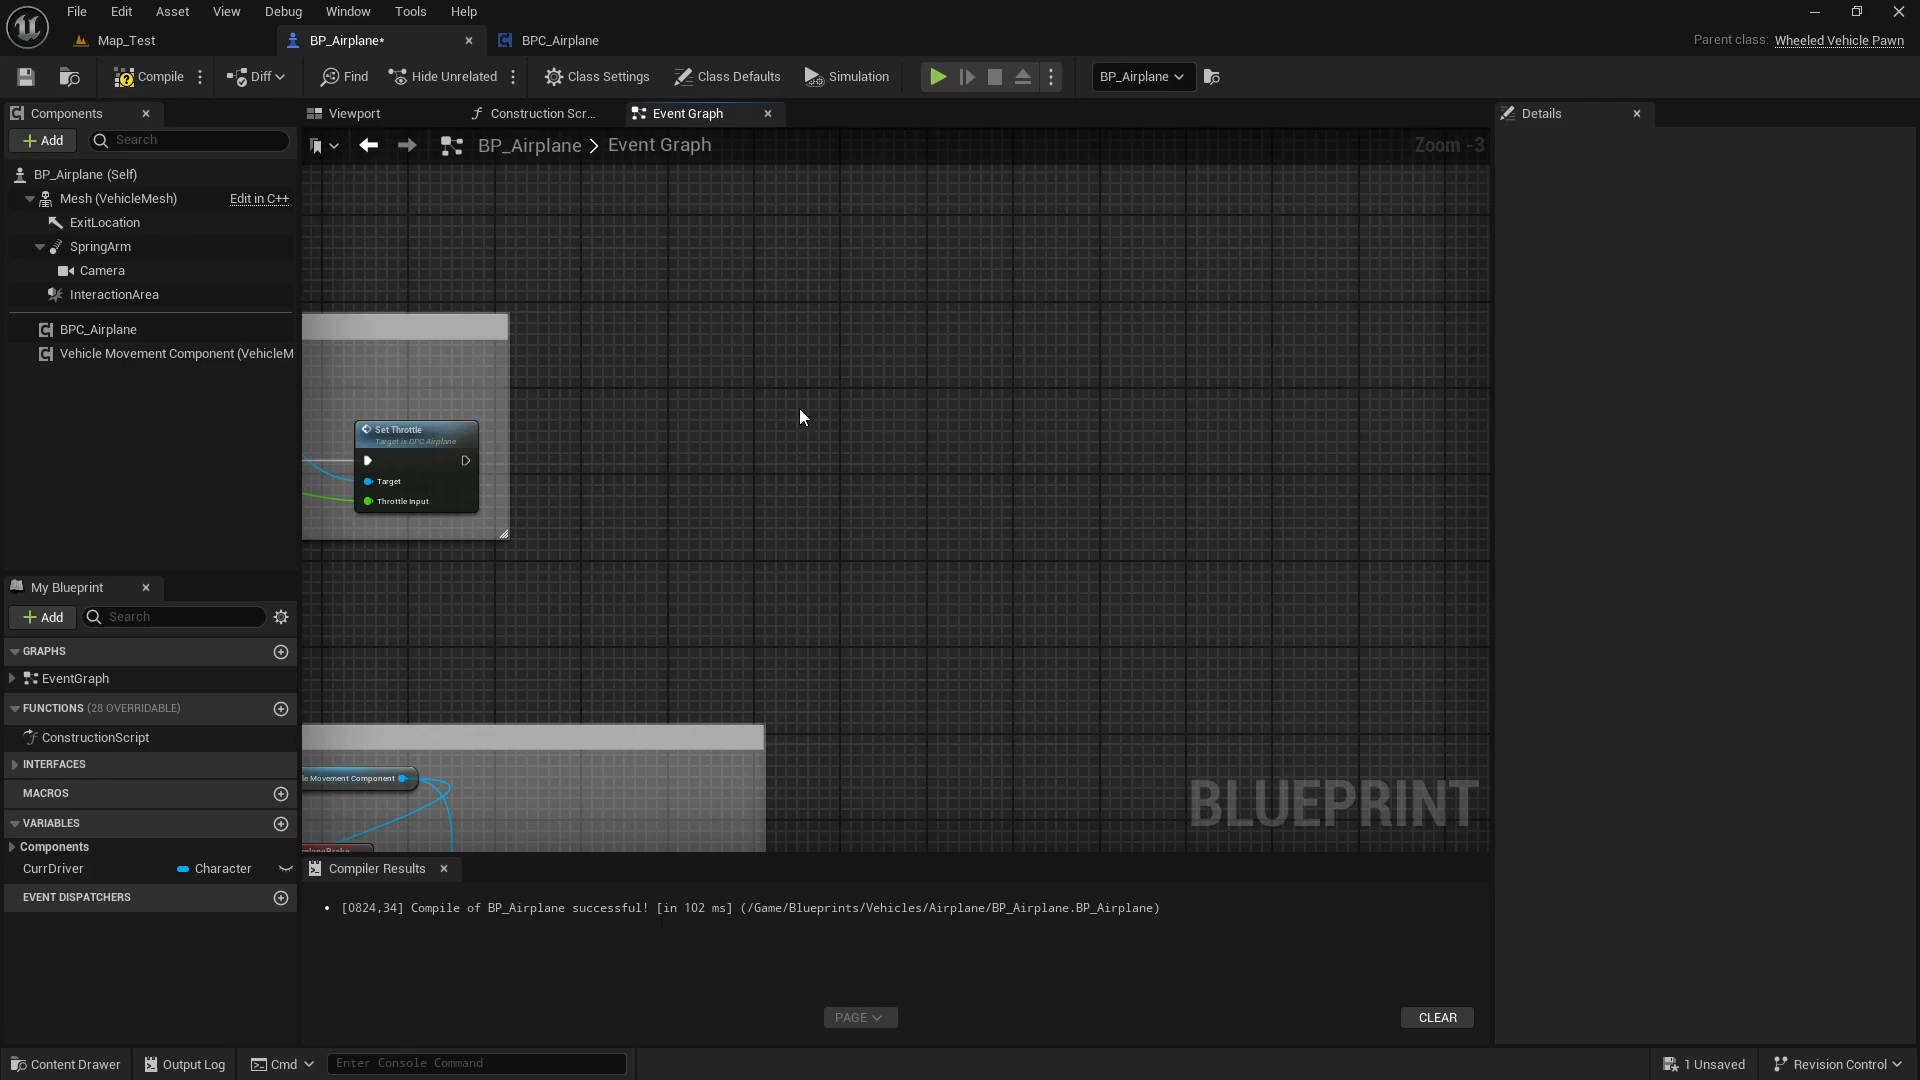 File Edit Asset View Debug Window Tools Help
Map_Test
BP_Airplane*
BPC_Airplane
Parent class: Wheeled Vehicle Pawn
Compile
Diff
Find
Hide Unrelated
Class Settings
Class Defaults
Simulation
BP_Airplane
Components
Viewport
Construction Scr...
Event Graph
Details
Add
Search
BP_Airplane > Event Graph
Zoom -3
BP_Airplane (Self)
Mesh (VehicleMesh)
Edit in C++
ExitLocation
SpringArm
Camera
InteractionArea
BPC_Airplane
Vehicle Movement Component (VehicleM
Set Throttle
Target is BPC Airplane
Target
Throttle Input
My Blueprint
Add
Search
GRAPHS
EventGraph
FUNCTIONS (28 OVERRIDABLE)
ConstructionScript
INTERFACES
MACROS
VARIABLES
Components
CurrDriver
Character
EVENT DISPATCHERS
Movement Component
BLUEPRINT
Compiler Results
• [0824,34] Compile of BP_Airplane successful! [in 102 ms] (/Game/Blueprints/Vehicles/Airplane/BP_Airplane.BP_Airplane)
PAGE
CLEAR
Content Drawer
Output Log
Cmd
Enter Console Command
1 Unsaved
Revision Control